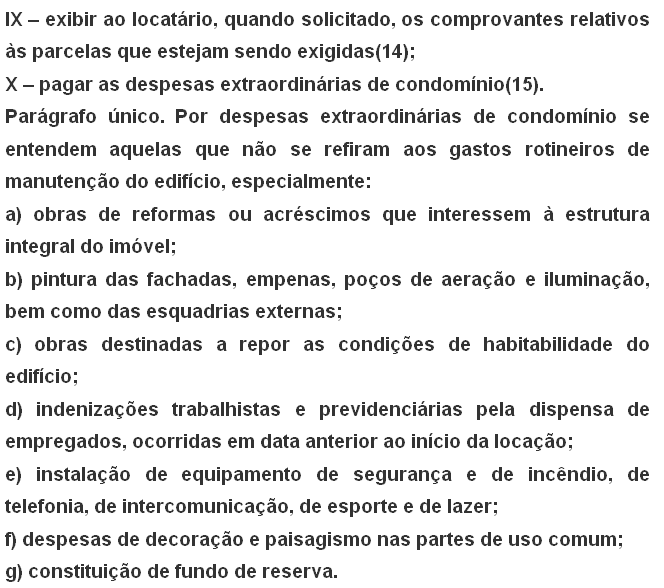 IX – exibir ao locatário, quando solicitado, os comprovantes relativos
às parcelas que estejam sendo exigidas(14);
X – pagar as despesas extraordinárias de condomínio(15).
Parágrafo único. Por despesas extraordinárias de condomínio se
entendem aquelas que não se refiram aos gastos rotineiros de
manutenção do edifício, especialmente:
a) obras de reformas ou acréscimos que interessem à estrutura
integral do imóvel;
b) pintura das fachadas, empenas, poços de aeração e iluminação,
bem como das esquadrias externas;
c) obras destinadas a repor as condições de habitabilidade do
edifício;
d) indenizações trabalhistas e previdenciárias pela dispensa de
empregados, ocorridas em data anterior ao início da locação;
e) instalação de equipamento de segurança e de incêndio, de
telefonia, de intercomunicação, de esporte e de lazer;
f) despesas de decoração e paisagismo nas partes de uso comum;
g) constituição de fundo de reserva.